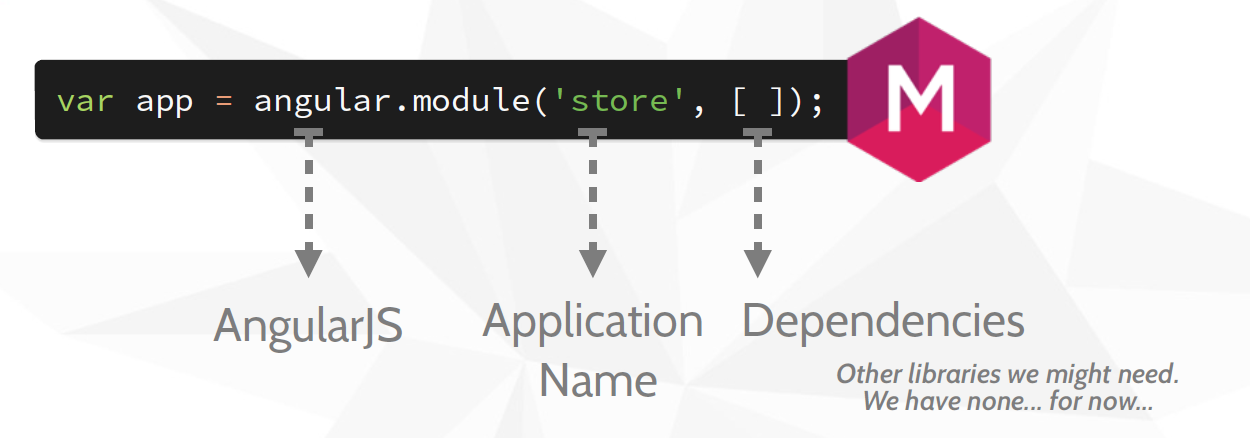 var app = angular.module('store', [ ]);
M
AngularJS
Application
Name
Dependencies
Other libraries we might need.
We have none... for now...